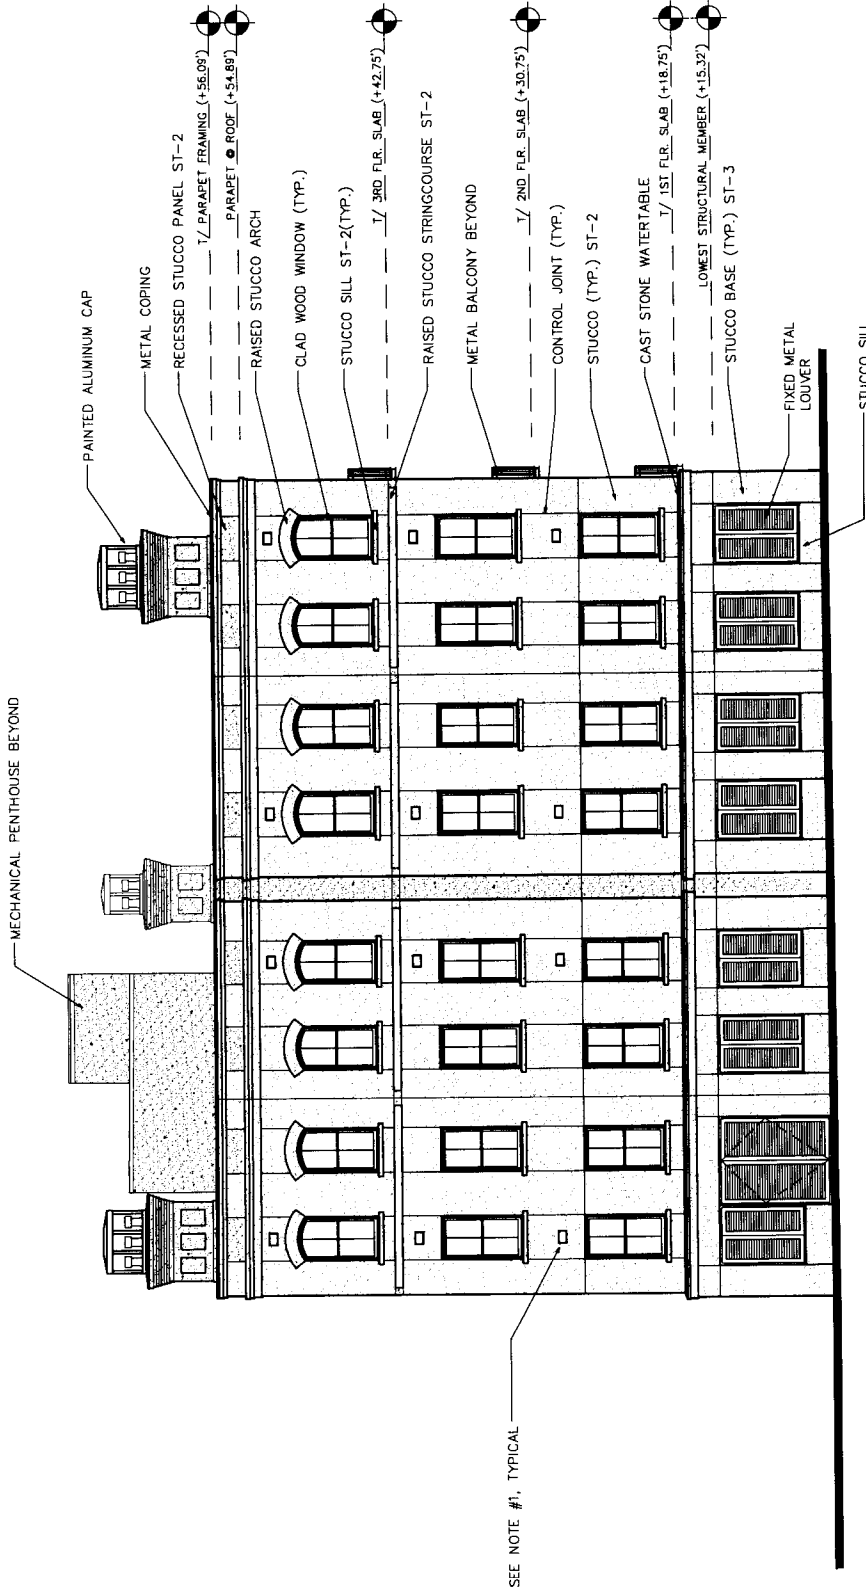 MECHANICAL PENTHOUSE BEYOND
PAINTED ALUMINUM CAP
METAL COPING
RECESSED STUCCO PANEL ST-2
T/ PARAPET FRAMING (+56.09')
PARAPET @ ROOF (+54.89')
RAISED STUCCO ARCH
CLAD WOOD WINDOW (TYP.)
STUCCO SILL ST-2(TYP.)
T/ 3RD FLR. SLAB (+42.75')
RAISED STUCCO STRINGCOURSE ST-2
METAL BALCONY BEYOND
T/ 2ND FLR. SLAB (+30.75')
CONTROL JOINT (TYP.)
STUCCO (TYP.) ST-2
CAST STONE WATERTABLE
T/ 1ST FLR. SLAB (+18.75')
LOWEST STRUCTURAL MEMBER (+15.32')
STUCCO BASE (TYP.) ST-3
FIXED METAL
LOUVER
STUCCO SILL
SEE NOTE #1, TYPICAL